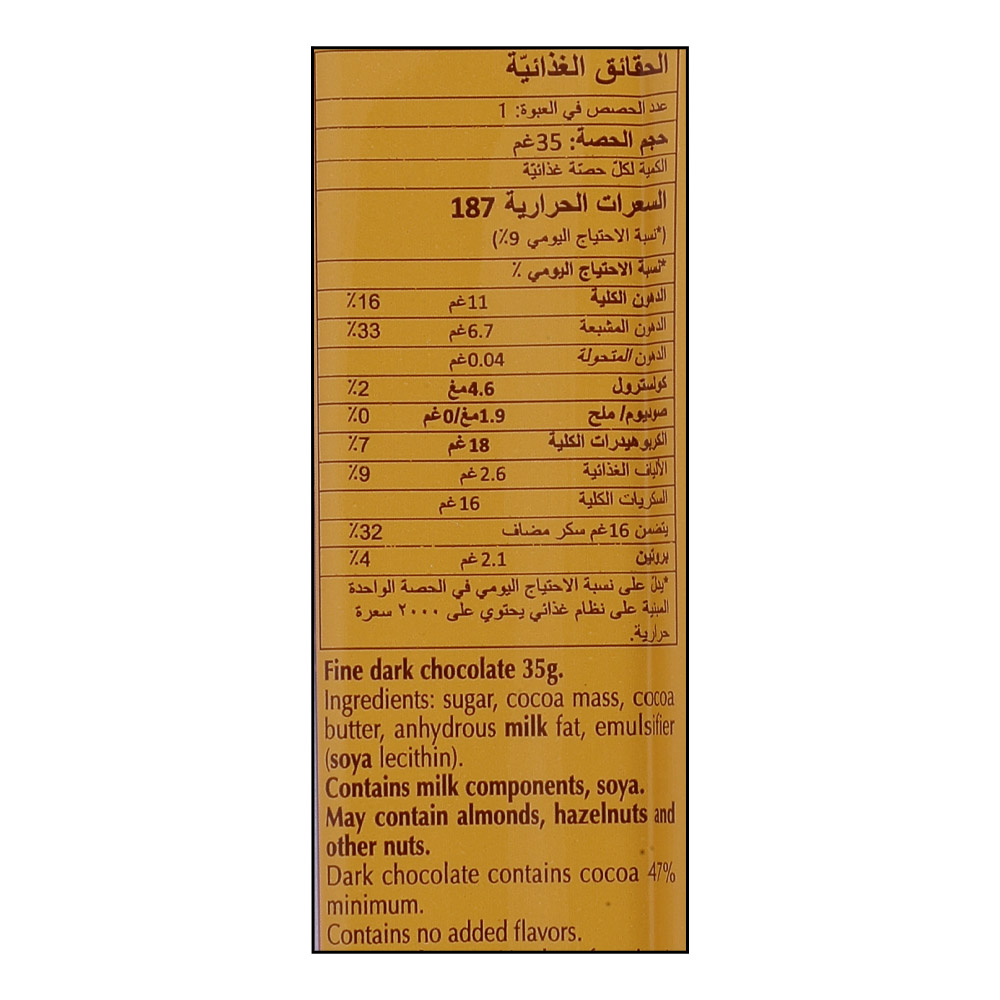 الحقائق الغذائيّة
عدد الحصص في العبوة: 1
حجم الحصة: 35غم
الكمية لكلّ حصة غذائيّة
السعرات الحرارية 187
(*نسبة الاحتياج اليومي 9٪)
*نسبة الاحتياج اليومي ٪
الدهون الكلية 11غم 16٪
الدهون المشبعة 6.7غم 33٪
الدهون المتحولة 0.04غم
كولسترول 4.6مغ 2٪
صوديوم/ ملح 1.9مغ/0غم 0٪
الكربوهيدرات الكلية 18غم 7٪
الألياف الغذائية 2.6غم 9٪
السكريات الكلية 16غم
يتضمن 16غم سكر مضاف 32٪
بروتين 2.1غم 4٪
*يدلّ على نسبة الاحتياج اليومي في الحصة الواحدة
المبنية على نظام غذائي يحتوي على ٢٠٠٠ سعرة
حرارية.
Fine dark chocolate 35g.
Ingredients: sugar, cocoa mass, cocoa
butter, anhydrous milk fat, emulsifier
(soya lecithin).
Contains milk components, soya.
May contain almonds, hazelnuts and
other nuts.
Dark chocolate contains cocoa 47%
minimum.
Contains no added flavors.